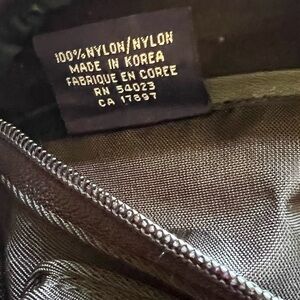 100% NYLON/NYLON
MADE IN KOREA
FABRIQUE EN COREE
RN 54023
CA 17897